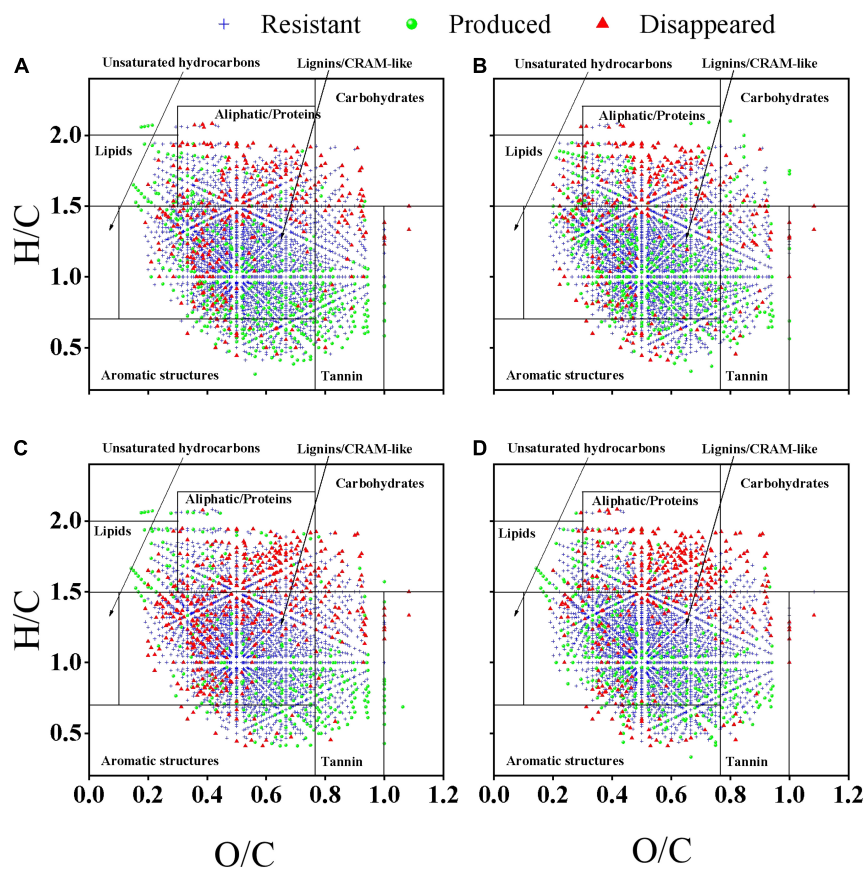 Resistant Produced Disappeared
A Unsaturated hydrocarbons Lignins/CRAM-like
Carbohydrates
Aliphatic/Proteins
Lipids
2.0
1.5
1.0
0.5
H/C
Aromatic structures Tannin
B Unsaturated hydrocarbons Lignins/CRAM-like
Carbohydrates
Aliphatic/Proteins
Lipids
Aromatic structures Tannin
C Unsaturated hydrocarbons Lignins/CRAM-like
Carbohydrates
Aliphatic/Proteins
Lipids
2.0
1.5
1.0
0.5
H/C
Aromatic structures Tannin
0.0 0.2 0.4 0.6 0.8 1.0 1.2
O/C
D Unsaturated hydrocarbons Lignins/CRAM-like
Carbohydrates
Aliphatic/Proteins
Lipids
Aromatic structures Tannin
0.0 0.2 0.4 0.6 0.8 1.0 1.2
O/C